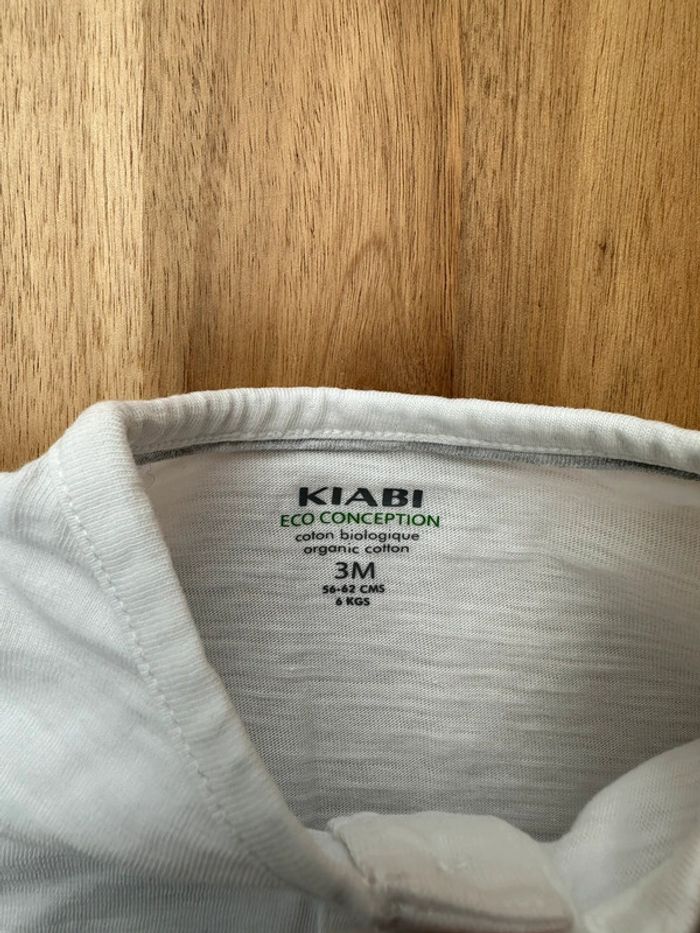 KIABI
ECO CONCEPTION
coton biologique
organic cotton
3M
56-62 CMS
6 KGS